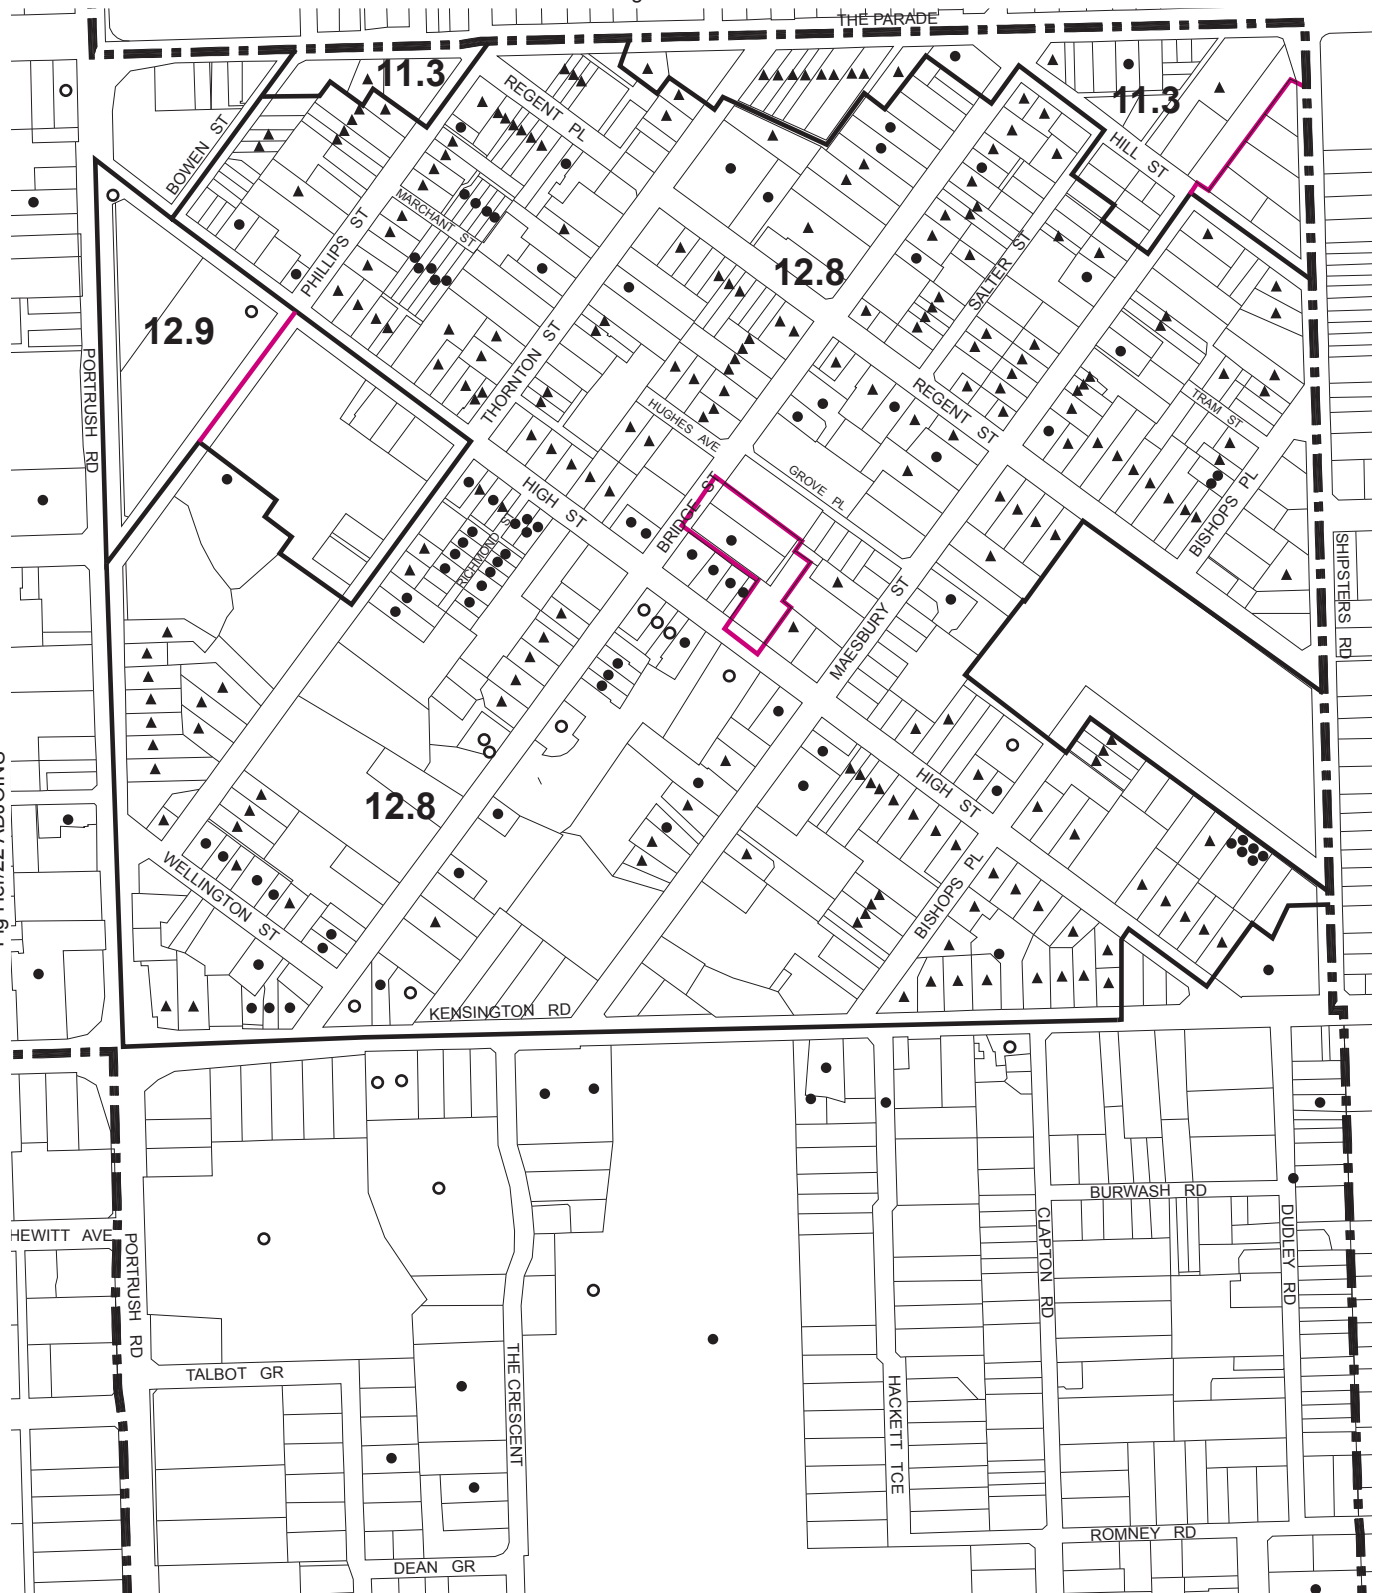 THE PARADE
11.3
11.3
REGENT PL
HILL ST
BOWEN ST
MARCHANT ST
PHILLIPS ST
12.8
SALTER ST
12.9
THORNTON ST
PORTRUSH RD
REGENT ST
TRAM ST
HUGHES AVE
GROVE PL
BRIDGE ST
HIGH ST
BISHOPS PL
RICHMOND ST
SHIPSTERS RD
MAESBURY ST
12.8
HIGH ST
WELLINGTON ST
BISHOPS PL
KENSINGTON RD
BURWASH RD
HEWITT AVE
PORTRUSH RD
CLAPTON RD
DUDLEY RD
TALBOT GR
THE CRESCENT
HACKETT TCE
ROMNEY RD
DEAN GR